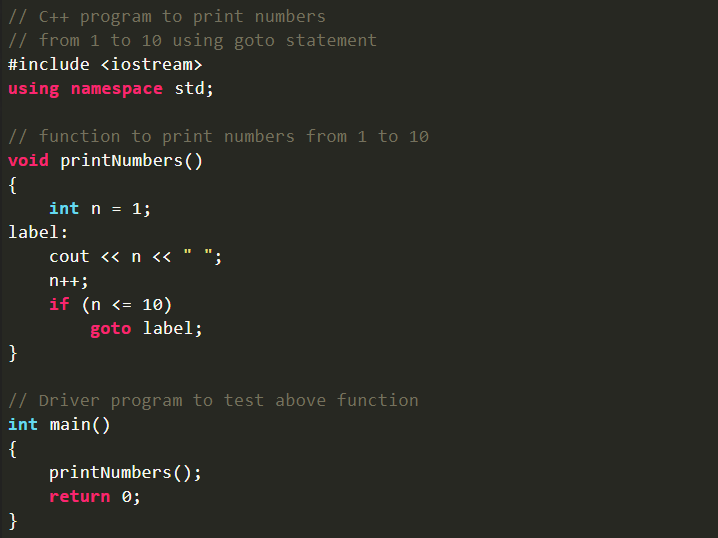 // C++ program to print numbers
// from 1 to 10 using goto statement
#include <iostream>
using namespace std;

// function to print numbers from 1 to 10
void printNumbers()
{
    int n = 1;
label:
    cout << n << " ";
    n++;
    if (n <= 10)
        goto label;
}

// Driver program to test above function
int main()
{
    printNumbers();
    return 0;
}